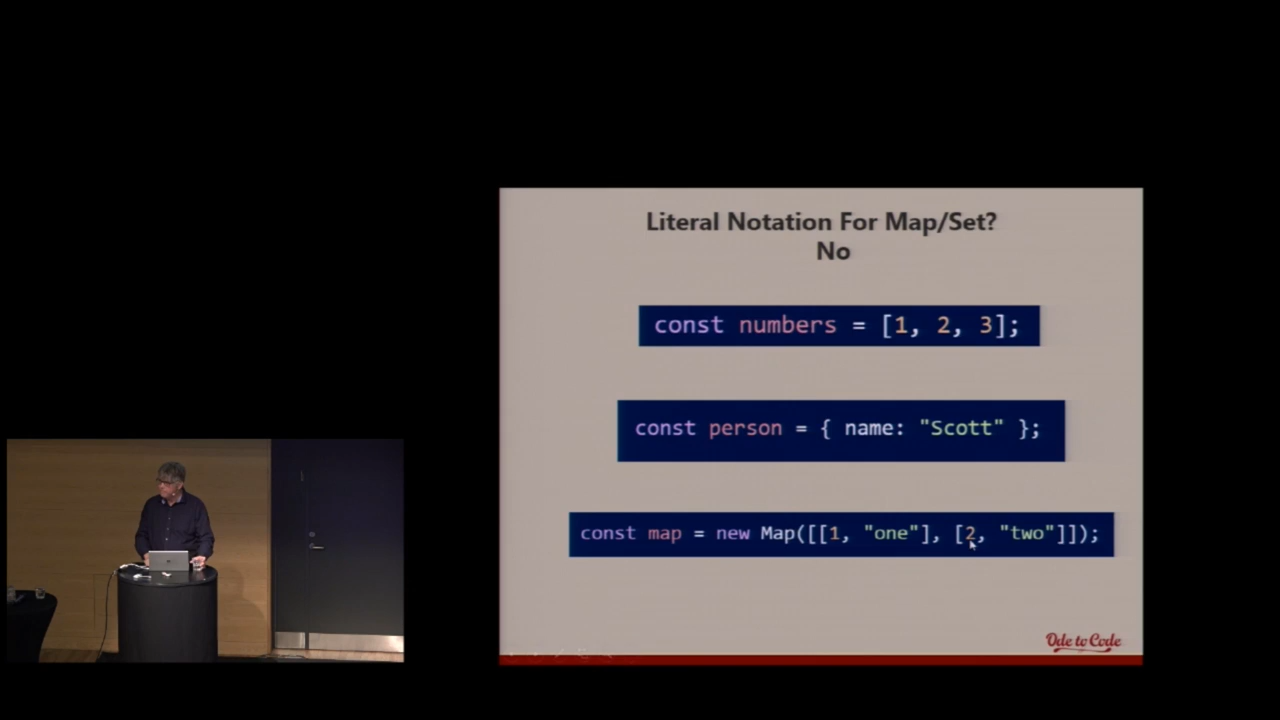 Literal Notation For Map/Set?
No
const numbers = [1, 2, 3];
const person = { name: "Scott" };
const map = new Map([[1, "one"], [2, "two"]]);
Ode to Code